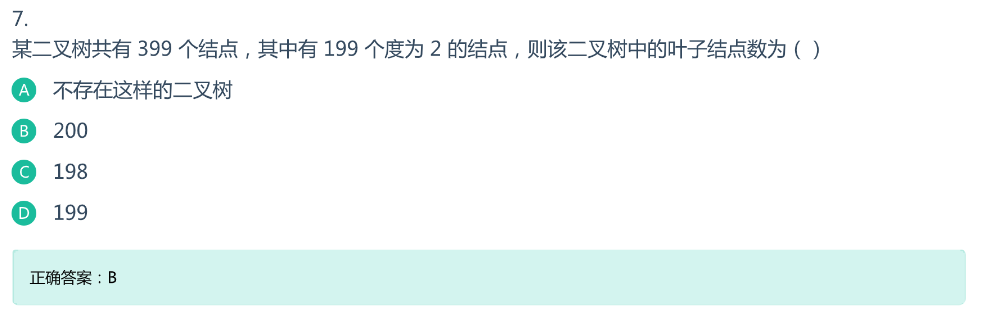 7.
某二叉树共有 399 个结点，其中有 199 个度为 2 的结点，则该二叉树中的叶子结点数为（ ）
A 不存在这样的二叉树
B 200
C 198
D 199
正确答案：B